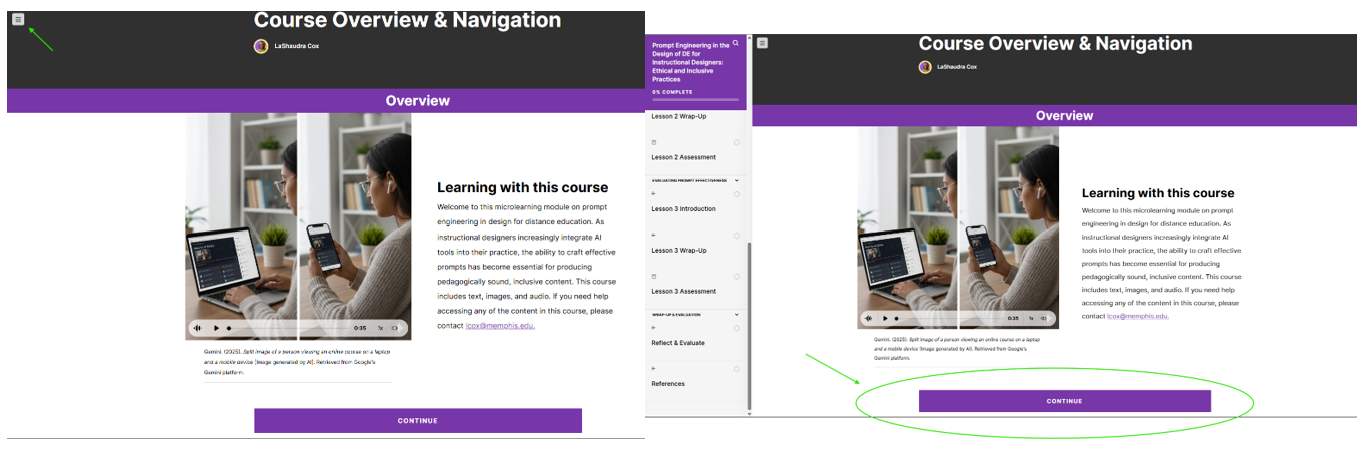 Course Overview & Navigation
LaShaudra Cox
Overview
Learning with this course
Welcome to this microlearning module on prompt
engineering in design for distance education. As
instructional designers increasingly integrate AI
tools into their practice, the ability to craft effective
prompts has become essential for producing
pedagogically sound, inclusive content. This course
includes text, images, and audio. If you need help
accessing any of the content in this course, please
contact lcox@memphis.edu.
0:35
1x
Gemini. (2025). Split image of a person viewing an online course on a laptop
and a mobile device [Image generated by AI]. Retrieved from Google's
Gemini platform.
CONTINUE
Prompt Engineering in the
Design of DE for
Instructional Designers:
Ethical and Inclusive
Practices
0% COMPLETE
Lesson 2 Wrap-Up
Lesson 2 Assessment
EVALUATING PROMPT EFFECTIVENESS
Lesson 3 Introduction
Lesson 3 Wrap-Up
Lesson 3 Assessment
WRAP-UP & EVALUATION
Reflect & Evaluate
References
Course Overview & Navigation
LaShaudra Cox
Overview
Learning with this course
Welcome to this microlearning module on prompt
engineering in design for distance education. As
instructional designers increasingly integrate AI
tools into their practice, the ability to craft effective
prompts has become essential for producing
pedagogically sound, inclusive content. This course
includes text, images, and audio. If you need help
accessing any of the content in this course, please
contact lcox@memphis.edu.
0:35
1x
Gemini. (2025). Split image of a person viewing an online course on a laptop
and a mobile device [Image generated by AI]. Retrieved from Google's
Gemini platform.
CONTINUE